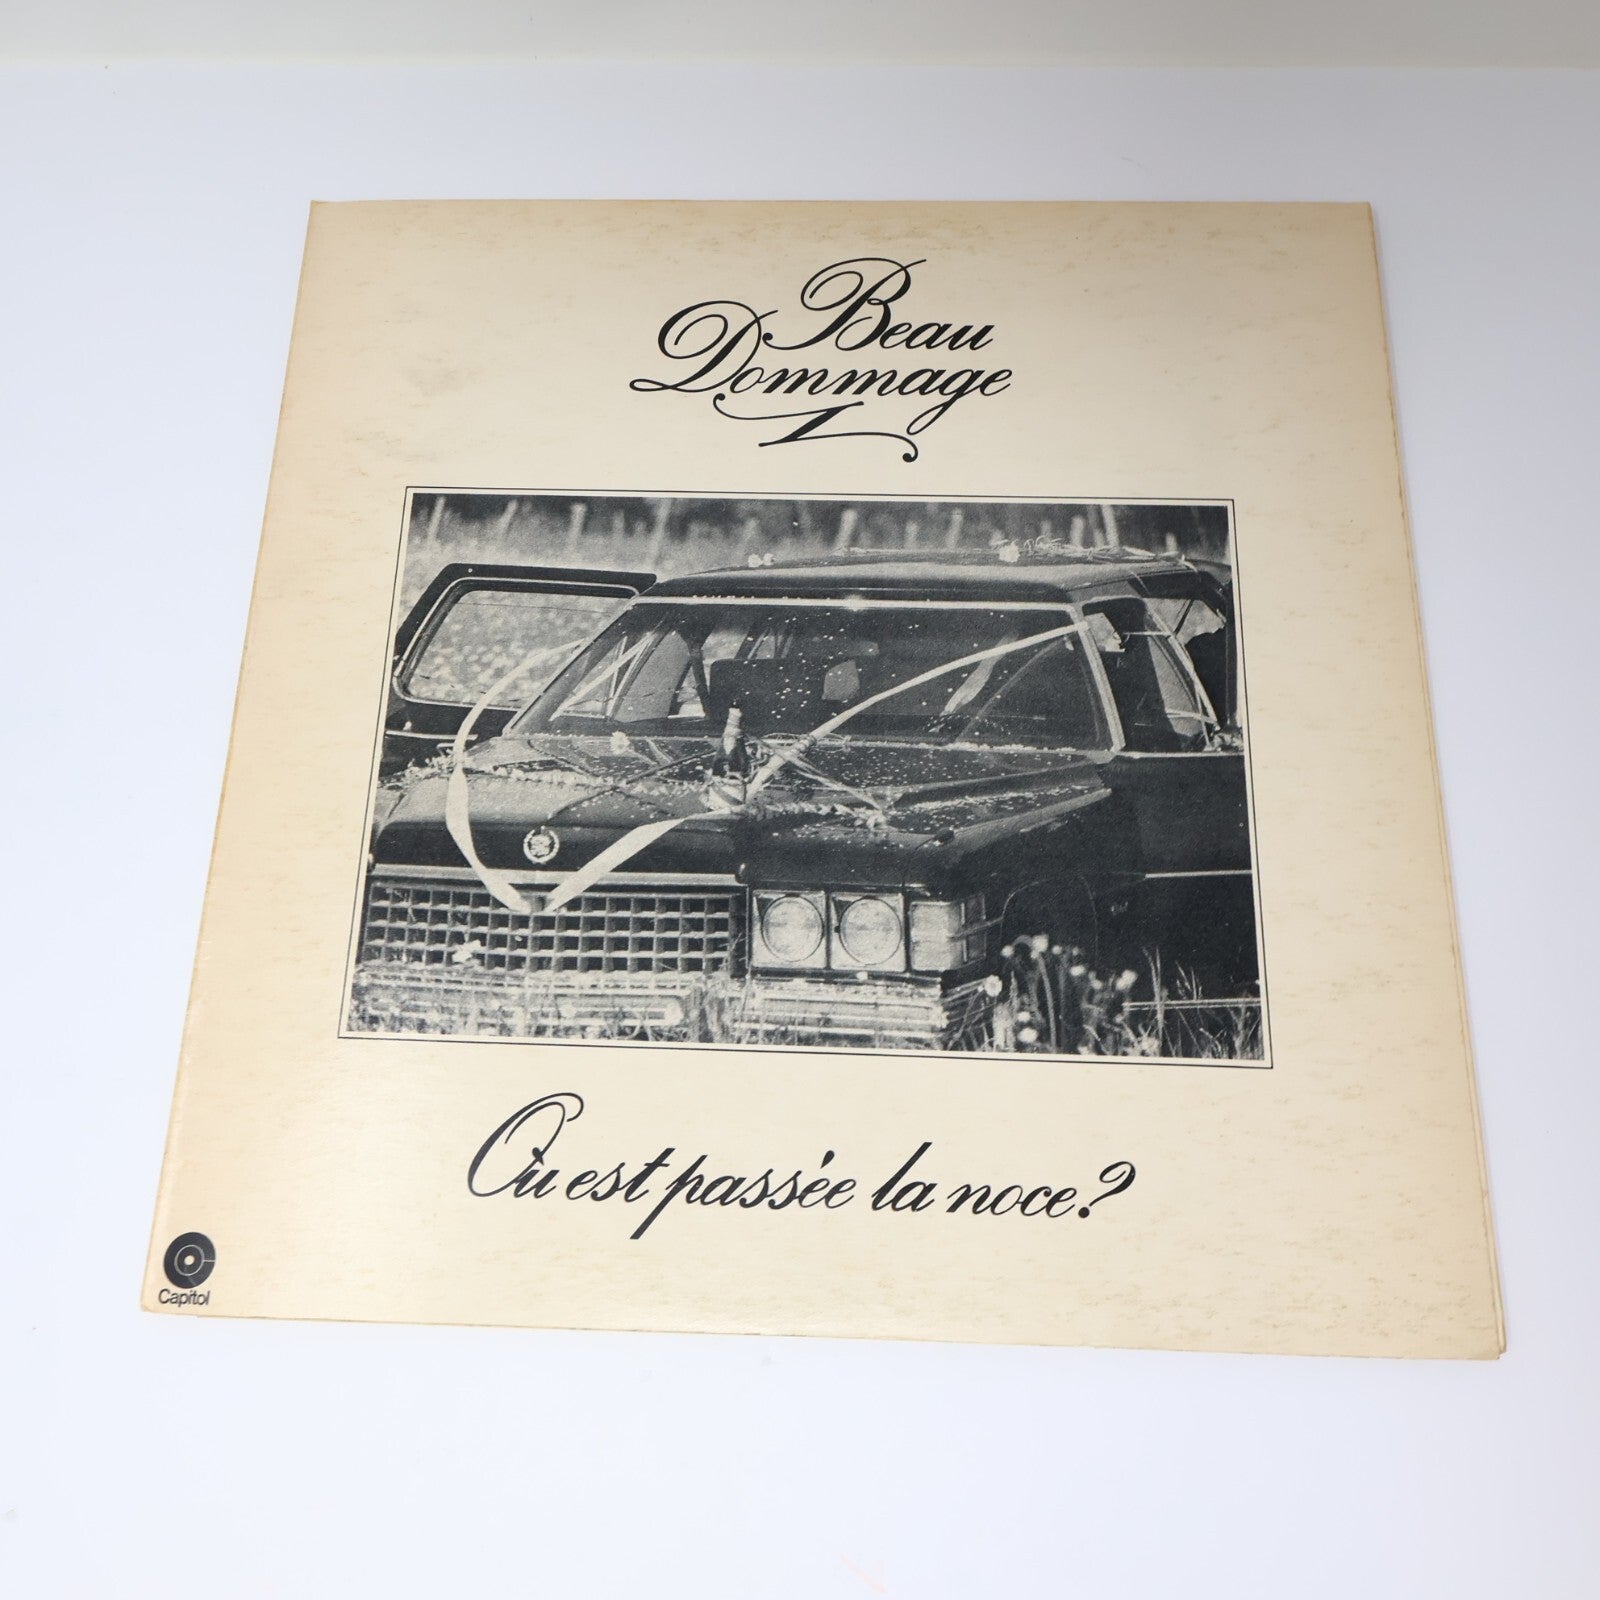 Beau
Dommage
Où est passée la noce?
Capitol